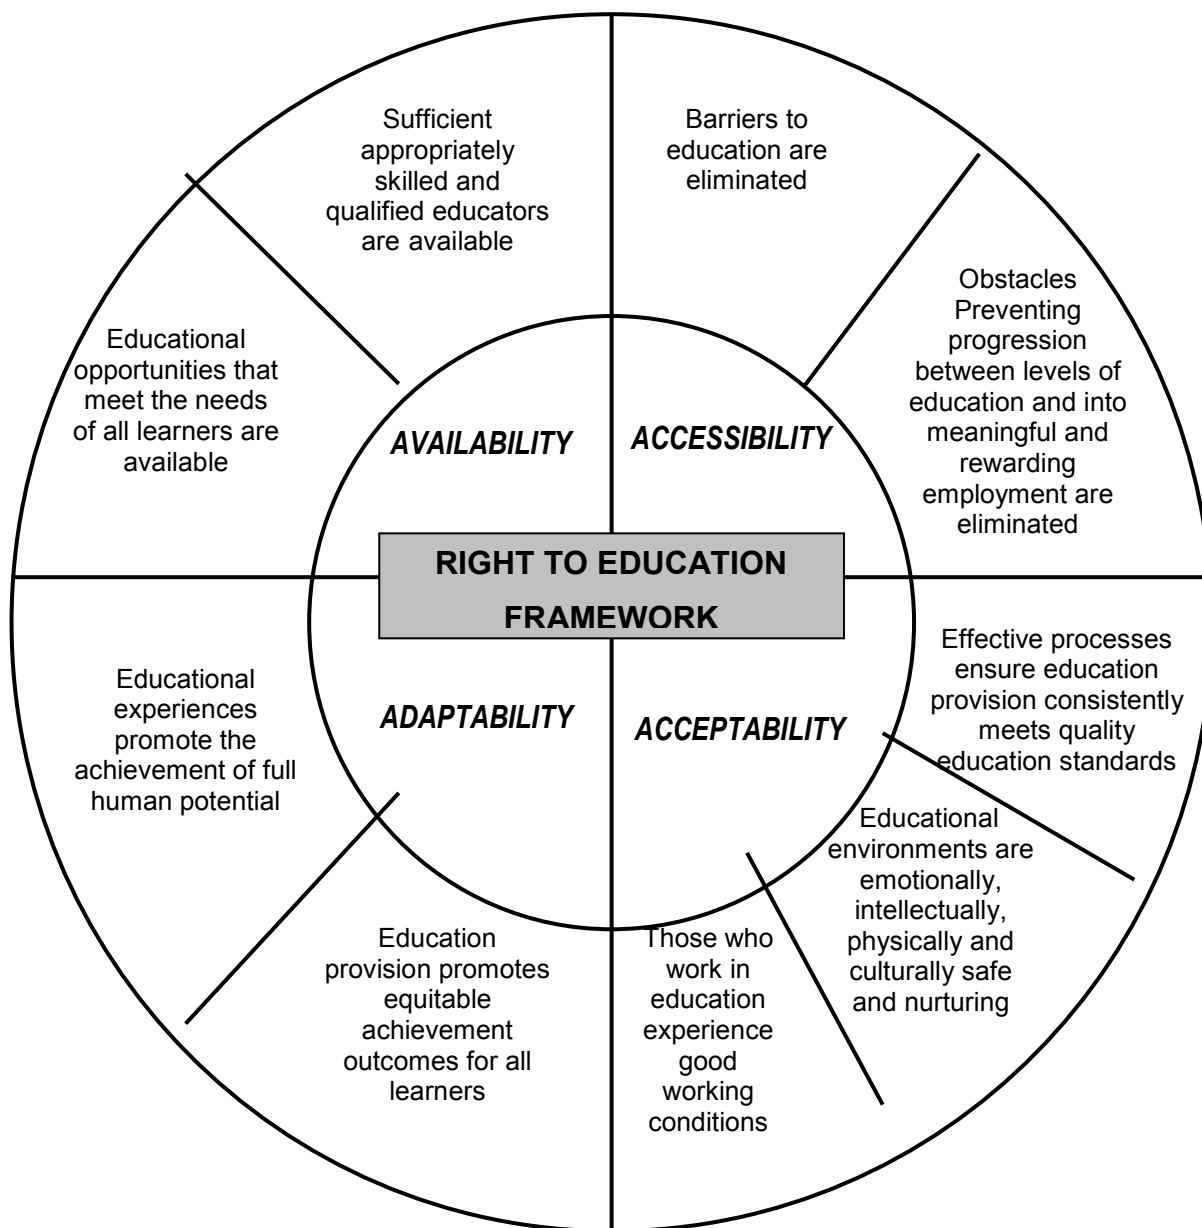 Sufficient
appropriately
skilled and
qualified educators
are available
Barriers to
education are
eliminated
Educational
opportunities that
meet the needs
of all learners are
available
Obstacles
Preventing
progression
between levels of
education and into
meaningful and
rewarding
employment are
eliminated
AVAILABILITY
ACCESSIBILITY
RIGHT TO EDUCATION
FRAMEWORK
ADAPTABILITY
ACCEPTABILITY
Effective processes
ensure education
provision consistently
meets quality
education standards
Educational
experiences
promote the
achievement of full
human potential
Educational
environments are
emotionally,
intellectually,
physically and
culturally safe
and nurturing
Education
provision promotes
equitable
achievement
outcomes for all
learners
Those who
work in
education
experience
good
working
conditions